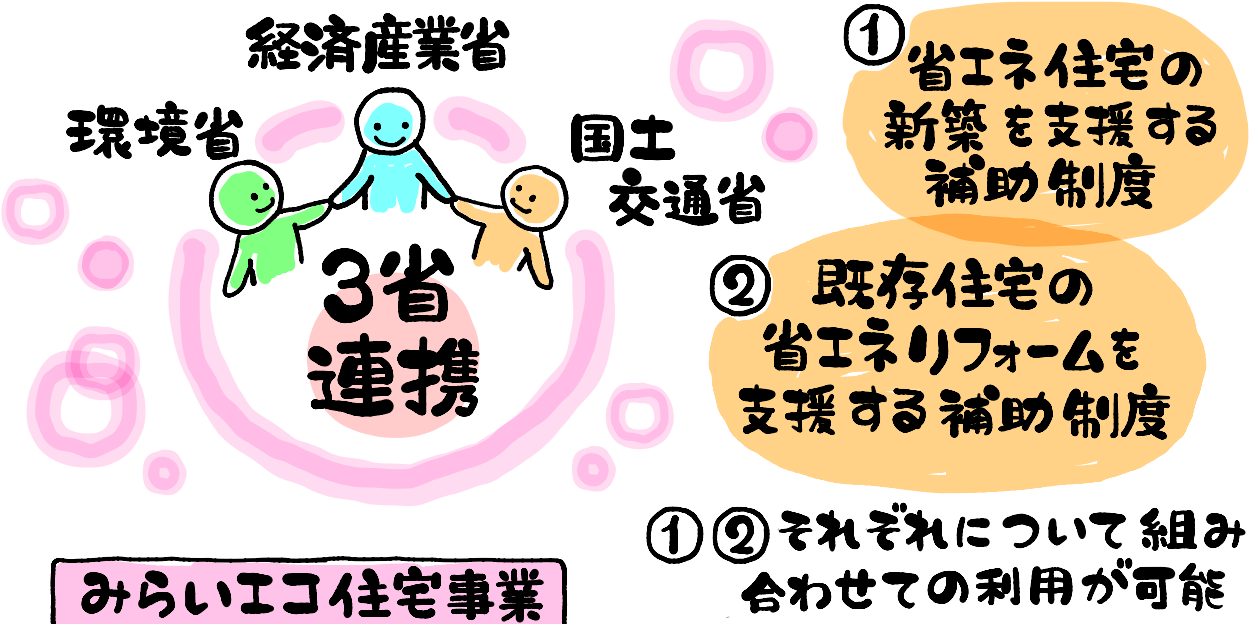 経済産業省
環境省
国土
交通省
3省
連携
みらいエコ住宅事業
①
省エネ住宅の
新築を支援する
補助制度
②
既存住宅の
省エネリフォームを
支援する補助制度
①②それぞれについて組み
合わせての利用が可能